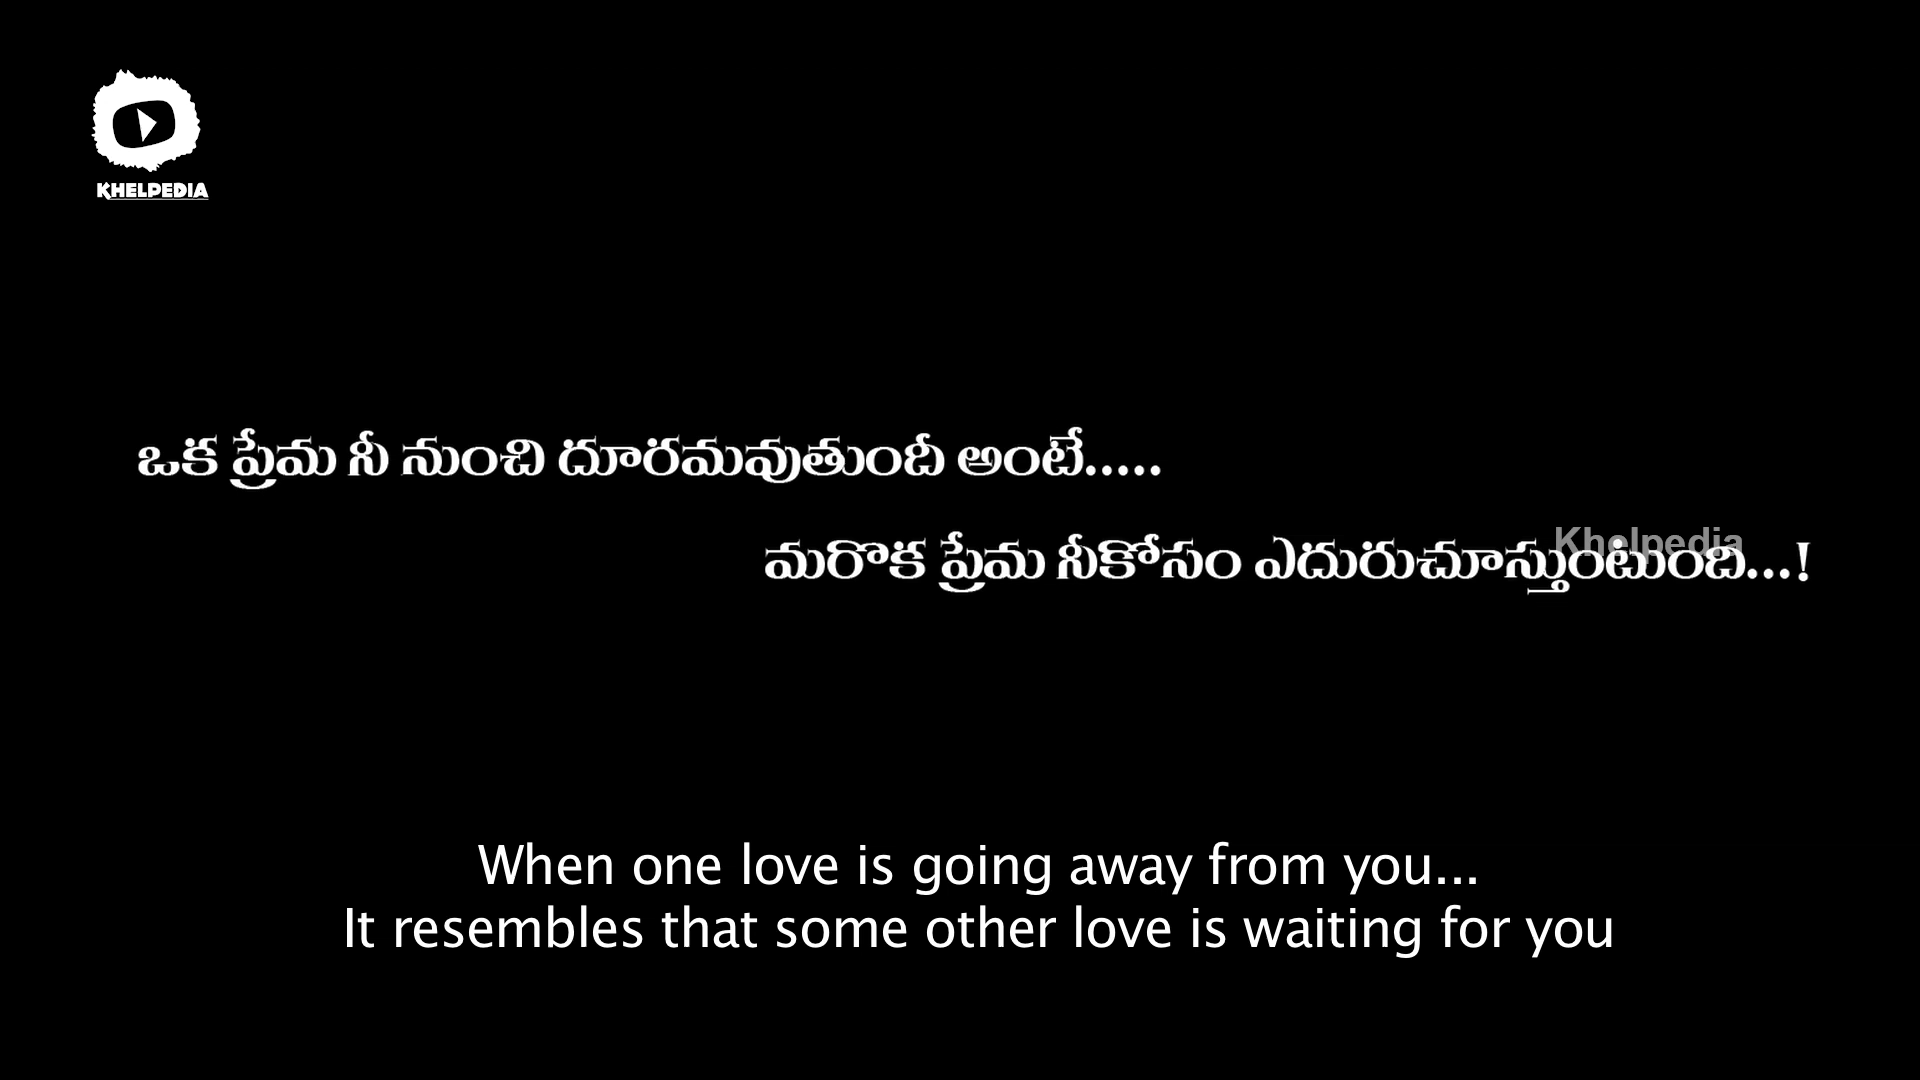 KHELPEDIA
ఒక ప్రేమ నీ నుంచి దూరమవుతుందీ అంటే.....
Khelpedia
మరొక ప్రేమ నీకోసం ఎదురుచూస్తుంటుంది...!
When one love is going away from you...
It resembles that some other love is waiting for you